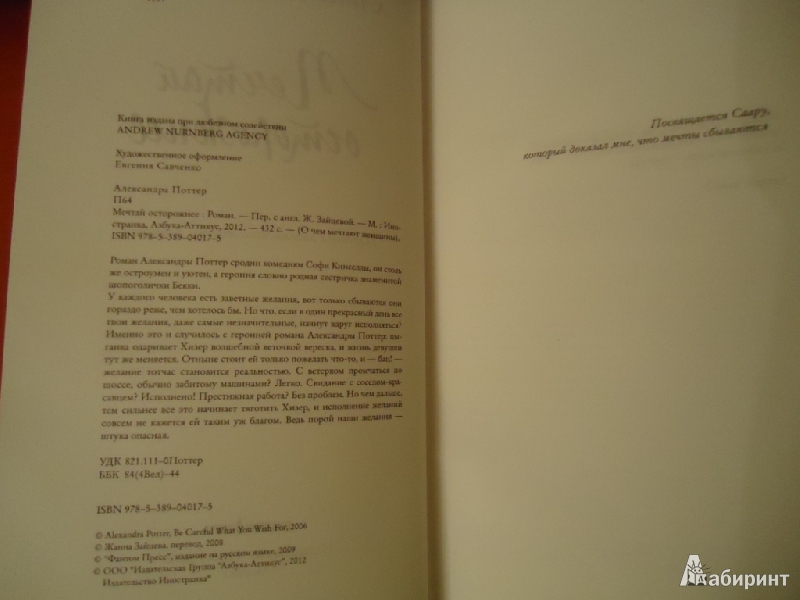 Мечтай
Книга издана при любезном содействии
ANDREW NURNBERG AGENCY
Художественное оформление
Евгения Савченко
Александра Поттер
П64
Мечтай осторожнее : Роман. — Пер. с англ. Ж. Зайцевой. — М. : Ино-
странка, Азбука-Аттикус, 2012. — 432 с. — (О чем мечтают женщины).
ISBN 978-5-389-04017-5
Роман Александры Поттер сродни комедиям Софи Кинселлы, он столь
же остроумен и уютен, а героиня словно родная сестричка знаменитой
шопоголички Бекки.
У каждого человека есть заветные желания, вот только сбываются они
гораздо реже, чем хотелось бы. Но что, если в один прекрасный день все
твои желания, даже самые незначительные, начнут вдруг исполняться?
Именно это и случилось с героиней романа Александры Поттер: цы-
ганка одаривает Хизер волшебной веточкой вереска, и жизнь девушки
тут же меняется. Отныне стоит ей только пожелать что-то, и — бац! —
желание тотчас становится реальностью. С ветерком промчаться по
шоссе, обычно забитому машинами? Легко. Свидание с соседом-кра-
савцем? Исполнено! Престижная работа? Без проблем. Но чем дальше,
тем сильнее все это начинает тяготить Хизер, и исполнение желаний
совсем не кажется ей таким уж благом. Ведь порой наши желания —
штука опасная.
УДК 821.111-0Поттер
ББК 84(4Вел)-44
ISBN 978-5-389-04017-5
© Alexandra Potter, Be Careful What You Wish For, 2006
© Жанна Зайцева, перевод, 2008
© "Фантом Пресс", издание на русском языке, 2009
© ООО "Издательская Группа "Азбука-Аттикус", 2012
Издательство Иностранка®
Посвящается Саару,
который доказал мне, что мечты сбываются
Лабиринт